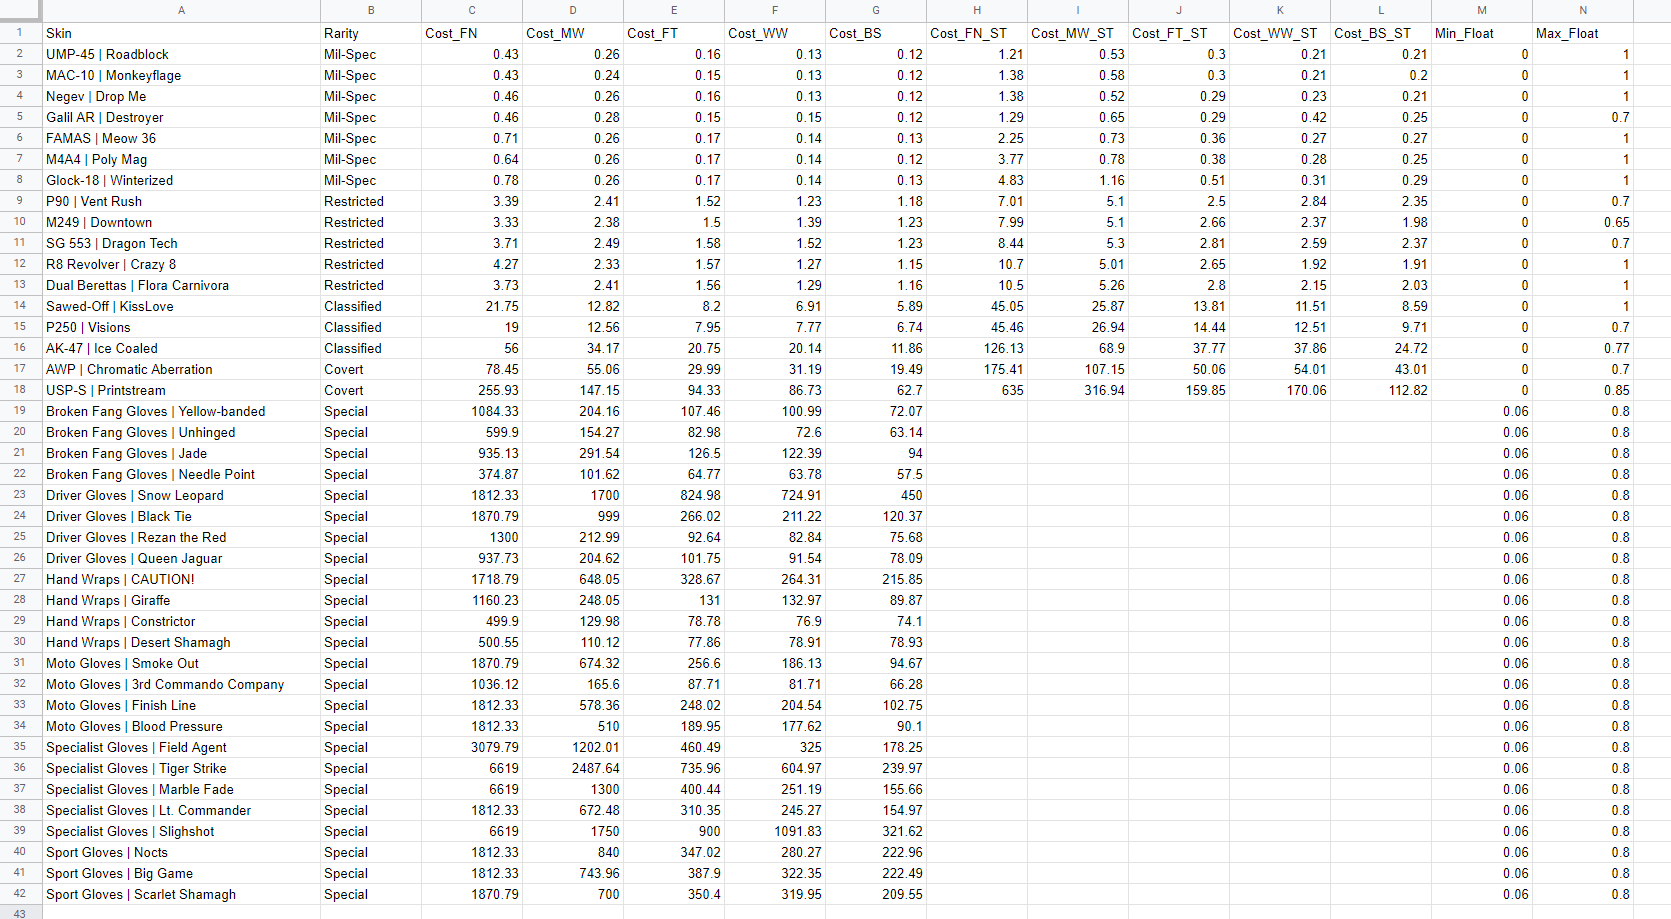 A B C D E F G H I J K L M N
1 Skin Rarity Cost_FN Cost_MW Cost_FT Cost_WW Cost_BS Cost_FN_ST Cost_MW_ST Cost_FT_ST Cost_WW_ST Cost_BS_ST Min_Float Max_Float
2 UMP-45 | Roadblock Mil-Spec 0.43 0.26 0.16 0.13 0.12 1.21 0.53 0.3 0.21 0.21 0 1
3 MAC-10 | Monkeyflage Mil-Spec 0.43 0.24 0.15 0.13 0.12 1.38 0.58 0.3 0.21 0.2 0 1
4 Negev | Drop Me Mil-Spec 0.46 0.26 0.16 0.13 0.12 1.38 0.52 0.29 0.23 0.21 0 1
5 Galil AR | Destroyer Mil-Spec 0.46 0.28 0.15 0.15 0.12 1.29 0.65 0.29 0.42 0.25 0 0.7
6 FAMAS | Meow 36 Mil-Spec 0.71 0.26 0.17 0.14 0.13 2.25 0.73 0.36 0.27 0.27 0 1
7 M4A4 | Poly Mag Mil-Spec 0.64 0.26 0.17 0.14 0.12 3.77 0.78 0.38 0.28 0.25 0 1
8 Glock-18 | Winterized Mil-Spec 0.78 0.26 0.17 0.14 0.13 4.83 1.16 0.51 0.31 0.29 0 1
9 P90 | Vent Rush Restricted 3.39 2.41 1.52 1.23 1.18 7.01 5.1 2.5 2.84 2.35 0 0.7
10 M249 | Downtown Restricted 3.33 2.38 1.5 1.39 1.23 7.99 5.1 2.66 2.37 1.98 0 0.65
11 SG 553 | Dragon Tech Restricted 3.71 2.49 1.58 1.52 1.23 8.44 5.3 2.81 2.59 2.37 0 0.7
12 R8 Revolver | Crazy 8 Restricted 4.27 2.33 1.57 1.27 1.15 10.7 5.01 2.65 1.92 1.91 0 1
13 Dual Berettas | Flora Carnivora Restricted 3.73 2.41 1.56 1.29 1.16 10.5 5.26 2.8 2.15 2.03 0 1
14 Sawed-Off | KissLove Classified 21.75 12.82 8.2 6.91 5.89 45.05 25.87 13.81 11.51 8.59 0 1
15 P250 | Visions Classified 19 12.56 7.95 7.77 6.74 45.46 26.94 14.44 12.51 9.71 0 0.7
16 AK-47 | Ice Coaled Classified 56 34.17 20.75 20.14 11.86 126.13 68.9 37.77 37.86 24.72 0 0.77
17 AWP | Chromatic Aberration Covert 78.45 55.06 29.99 31.19 19.49 175.41 107.15 50.06 54.01 43.01 0 0.7
18 USP-S | Printstream Covert 255.93 147.15 94.33 86.73 62.7 635 316.94 159.85 170.06 112.82 0 0.85
19 Broken Fang Gloves | Yellow-banded Special 1084.33 204.16 107.46 100.99 72.07 0.06 0.8
20 Broken Fang Gloves | Unhinged Special 599.9 154.27 82.98 72.6 63.14 0.06 0.8
21 Broken Fang Gloves | Jade Special 935.13 291.54 126.5 122.39 94 0.06 0.8
22 Broken Fang Gloves | Needle Point Special 374.87 101.62 64.77 63.78 57.5 0.06 0.8
23 Driver Gloves | Snow Leopard Special 1812.33 1700 824.98 724.91 450 0.06 0.8
24 Driver Gloves | Black Tie Special 1870.79 999 266.02 211.22 120.37 0.06 0.8
25 Driver Gloves | Rezan the Red Special 1300 212.99 92.64 82.84 75.68 0.06 0.8
26 Driver Gloves | Queen Jaguar Special 937.73 204.62 101.75 91.54 78.09 0.06 0.8
27 Hand Wraps | CAUTION! Special 1718.79 648.05 328.67 264.31 215.85 0.06 0.8
28 Hand Wraps | Giraffe Special 1160.23 248.05 131 132.97 89.87 0.06 0.8
29 Hand Wraps | Constrictor Special 499.9 129.98 78.78 76.9 74.1 0.06 0.8
30 Hand Wraps | Desert Shamagh Special 500.55 110.12 77.86 78.91 78.93 0.06 0.8
31 Moto Gloves | Smoke Out Special 1870.79 674.32 256.6 186.13 94.67 0.06 0.8
32 Moto Gloves | 3rd Commando Company Special 1036.12 165.6 87.71 81.71 66.28 0.06 0.8
33 Moto Gloves | Finish Line Special 1812.33 578.36 248.02 204.54 102.75 0.06 0.8
34 Moto Gloves | Blood Pressure Special 1812.33 510 189.95 177.62 90.1 0.06 0.8
35 Specialist Gloves | Field Agent Special 3079.79 1202.01 460.49 325 178.25 0.06 0.8
36 Specialist Gloves | Tiger Strike Special 6619 2487.64 735.96 604.97 239.97 0.06 0.8
37 Specialist Gloves | Marble Fade Special 6619 1300 400.44 251.19 155.66 0.06 0.8
38 Specialist Gloves | Lt. Commander Special 1812.33 672.48 310.35 245.27 154.97 0.06 0.8
39 Specialist Gloves | Slighshot Special 6619 1750 900 1091.83 321.62 0.06 0.8
40 Sport Gloves | Nocts Special 1812.33 840 347.02 280.27 222.96 0.06 0.8
41 Sport Gloves | Big Game Special 1812.33 743.96 387.9 322.35 222.49 0.06 0.8
42 Sport Gloves | Scarlet Shamagh Special 1870.79 700 350.4 319.95 209.55 0.06 0.8
43